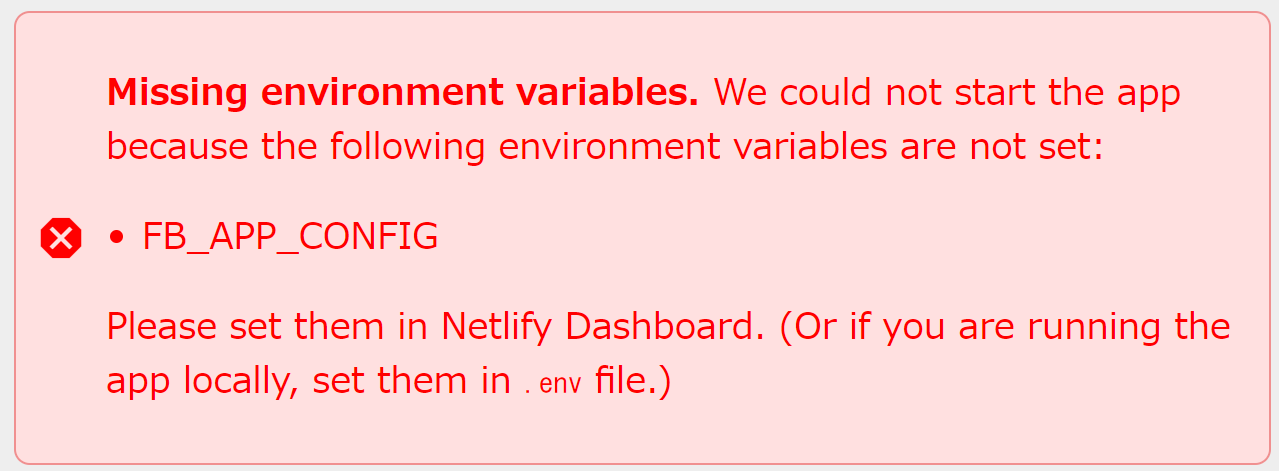 Missing environment variables. We could not start the app
because the following environment variables are not set:
• FB_APP_CONFIG
Please set them in Netlify Dashboard. (Or if you are running the
app locally, set them in .env file.)